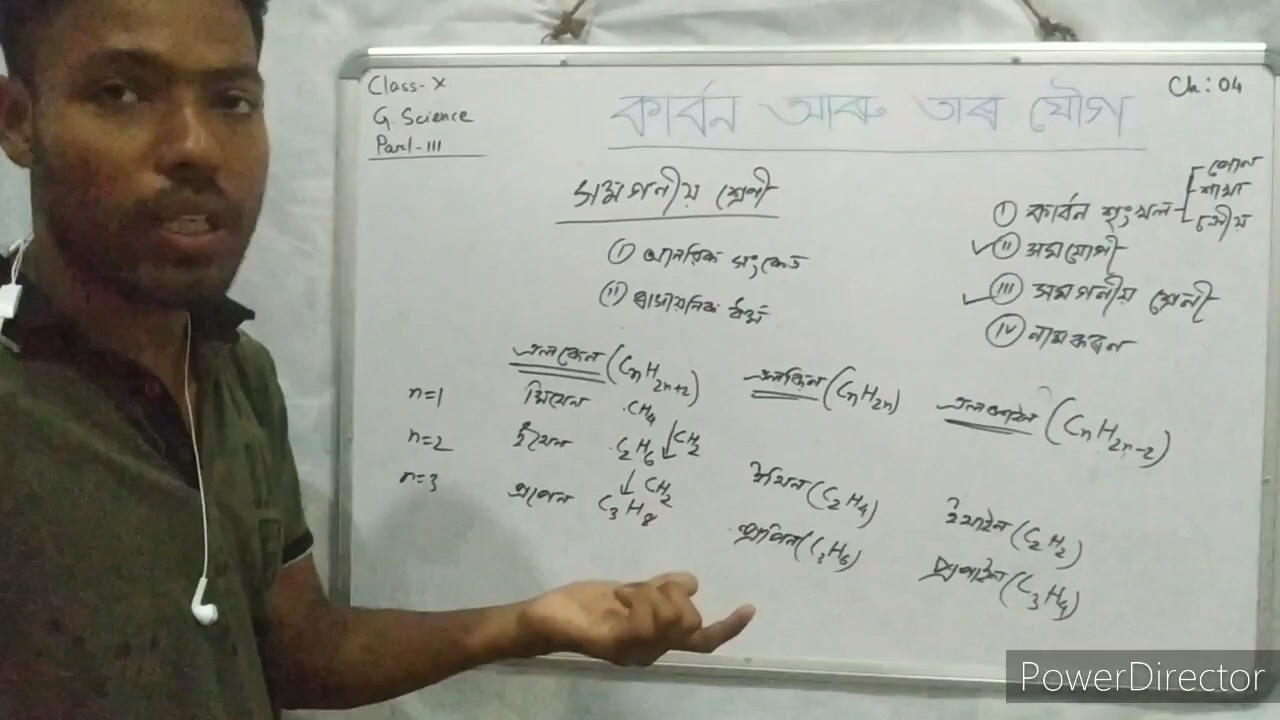 Class-X
G. Science
Part-III
Ch: 04
কাৰ্বন আৰু তাৰ যৌগ
সমগণীয় শ্ৰেণী
(i) আনৱিক সংকেত
(ii) ৰাসায়নিক ধৰ্ম
(I) কাৰ্বন শৃংখল
পোন
শাখা
চক্ৰীয়
✓(II) সমযোগী
✓(III) সমগণীয় শ্ৰেণী
(IV) নামকৰণ
এলকেন (CnH2n+2)
n=1 মিথেন CH4
n=2 ইথেন C2H6 ↓CH2
n=3 প্ৰপেন C3H8 ↓CH2
এলকিন (CnH2n)
ইথিন (C2H4)
প্ৰপিন (C3H6)
এলকাইন (CnH2n-2)
ইথাইন (C2H2)
প্ৰপাইন (C3H4)
PowerDirector